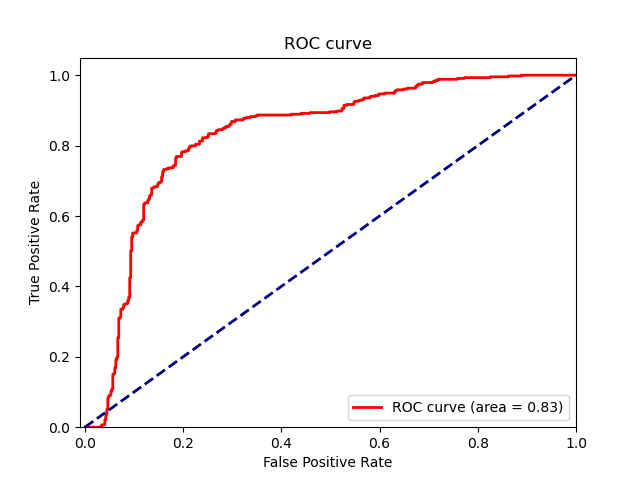 ROC curve
1.0
0.8
0.6
0.4
0.2
0.0
True Positive Rate
0.0 0.2 0.4 0.6 0.8 1.0
False Positive Rate
ROC curve (area = 0.83)